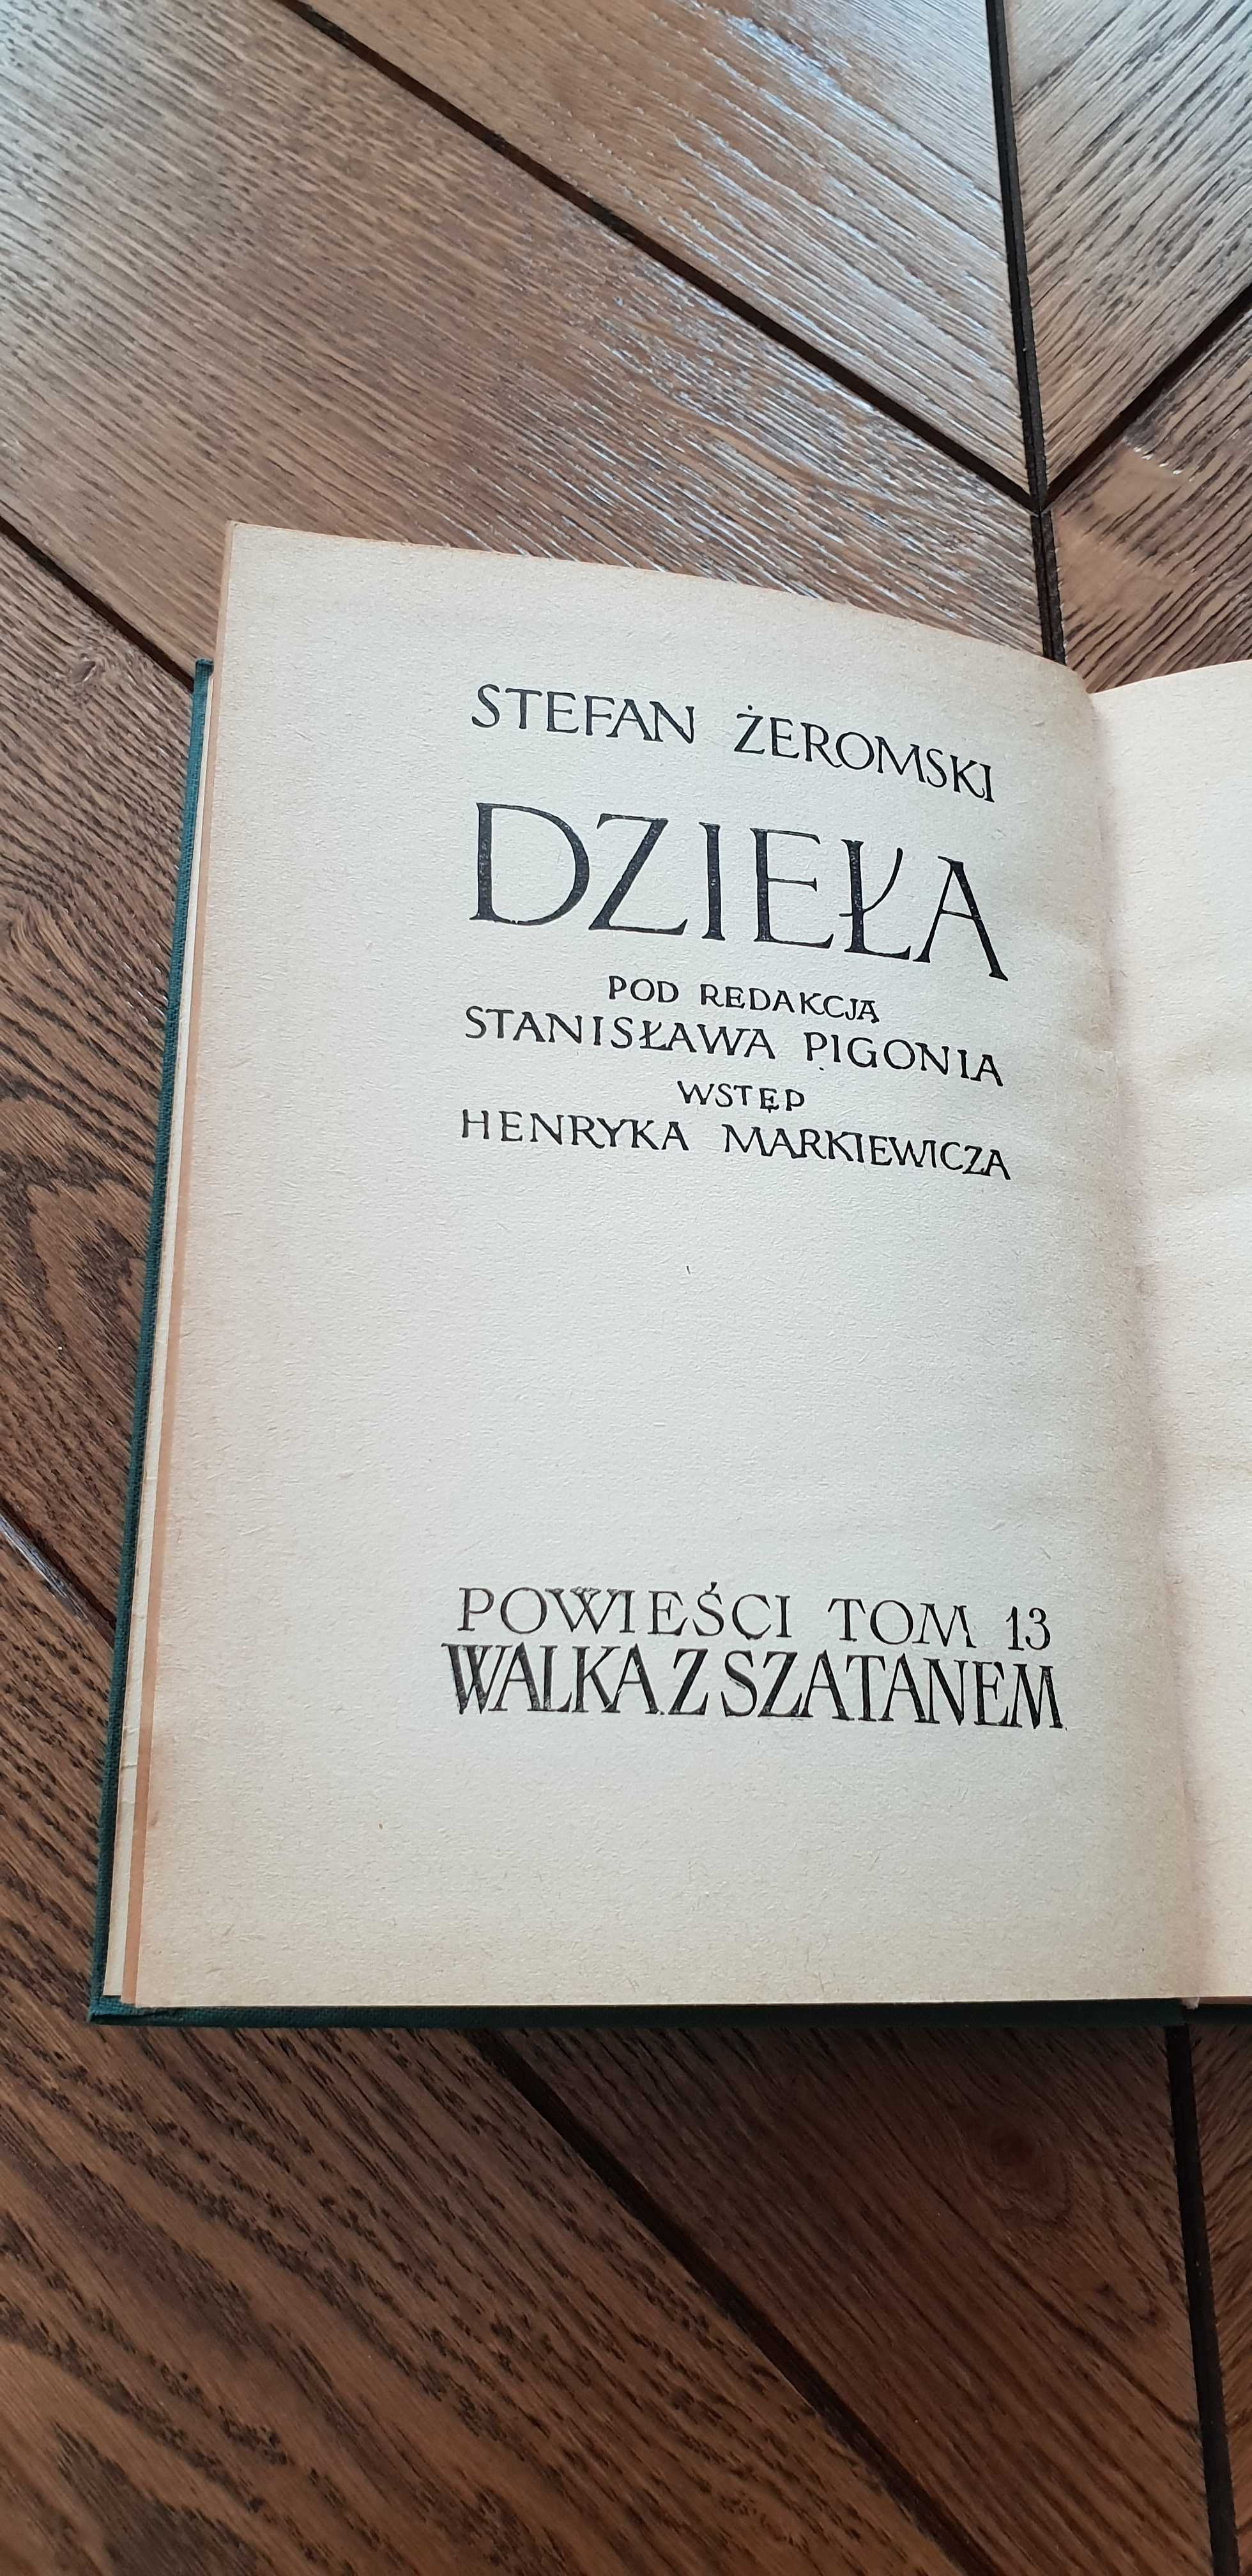 STEFAN ŻEROMSKI
DZIEŁA
POD REDAKCJĄ
STANISŁAWA PIGONIA
WSTĘP
HENRYKA MARKIEWICZA
POWIEŚCI TOM 13
WALKA Z SZATANEM